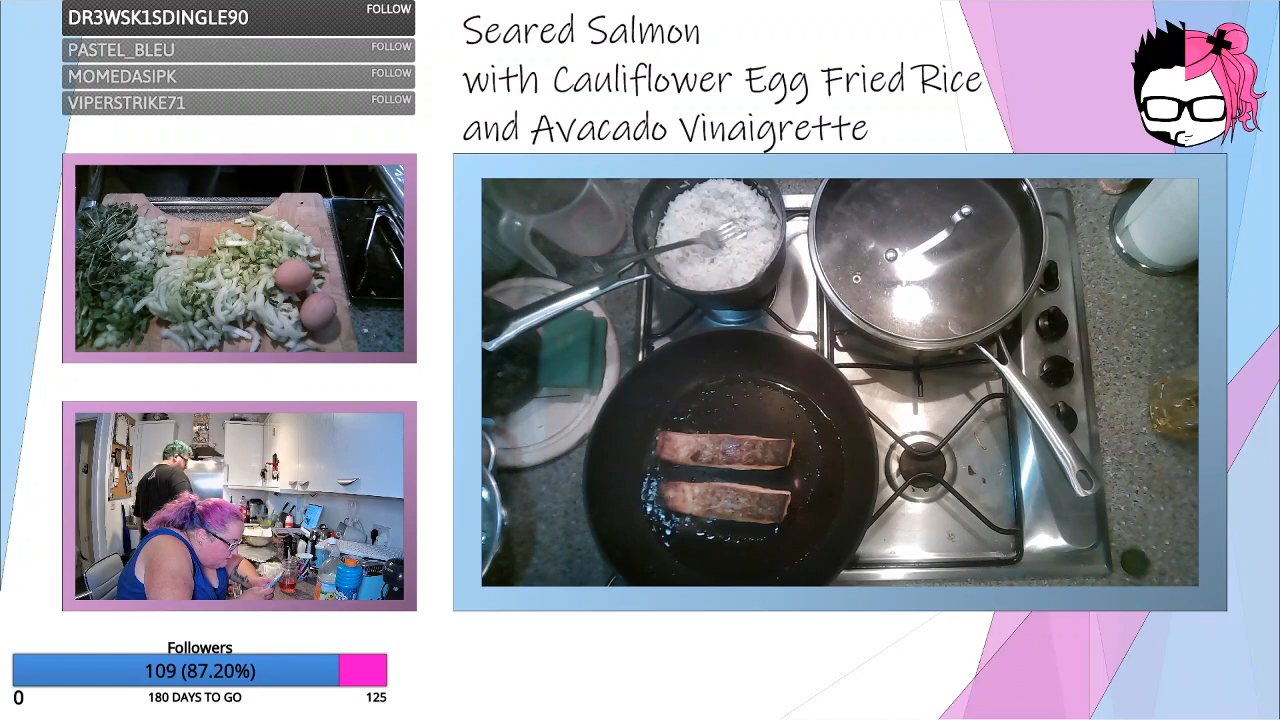 DR3WSK1SDINGLE90 FOLLOW
PASTEL_BLEU FOLLOW
MOMEDASIPK FOLLOW
VIPERSTRIKE71 FOLLOW
Seared Salmon
with Cauliflower Egg Fried Rice
and Avacado Vinaigrette
Followers
109 (87.20%)
0 180 DAYS TO GO 125